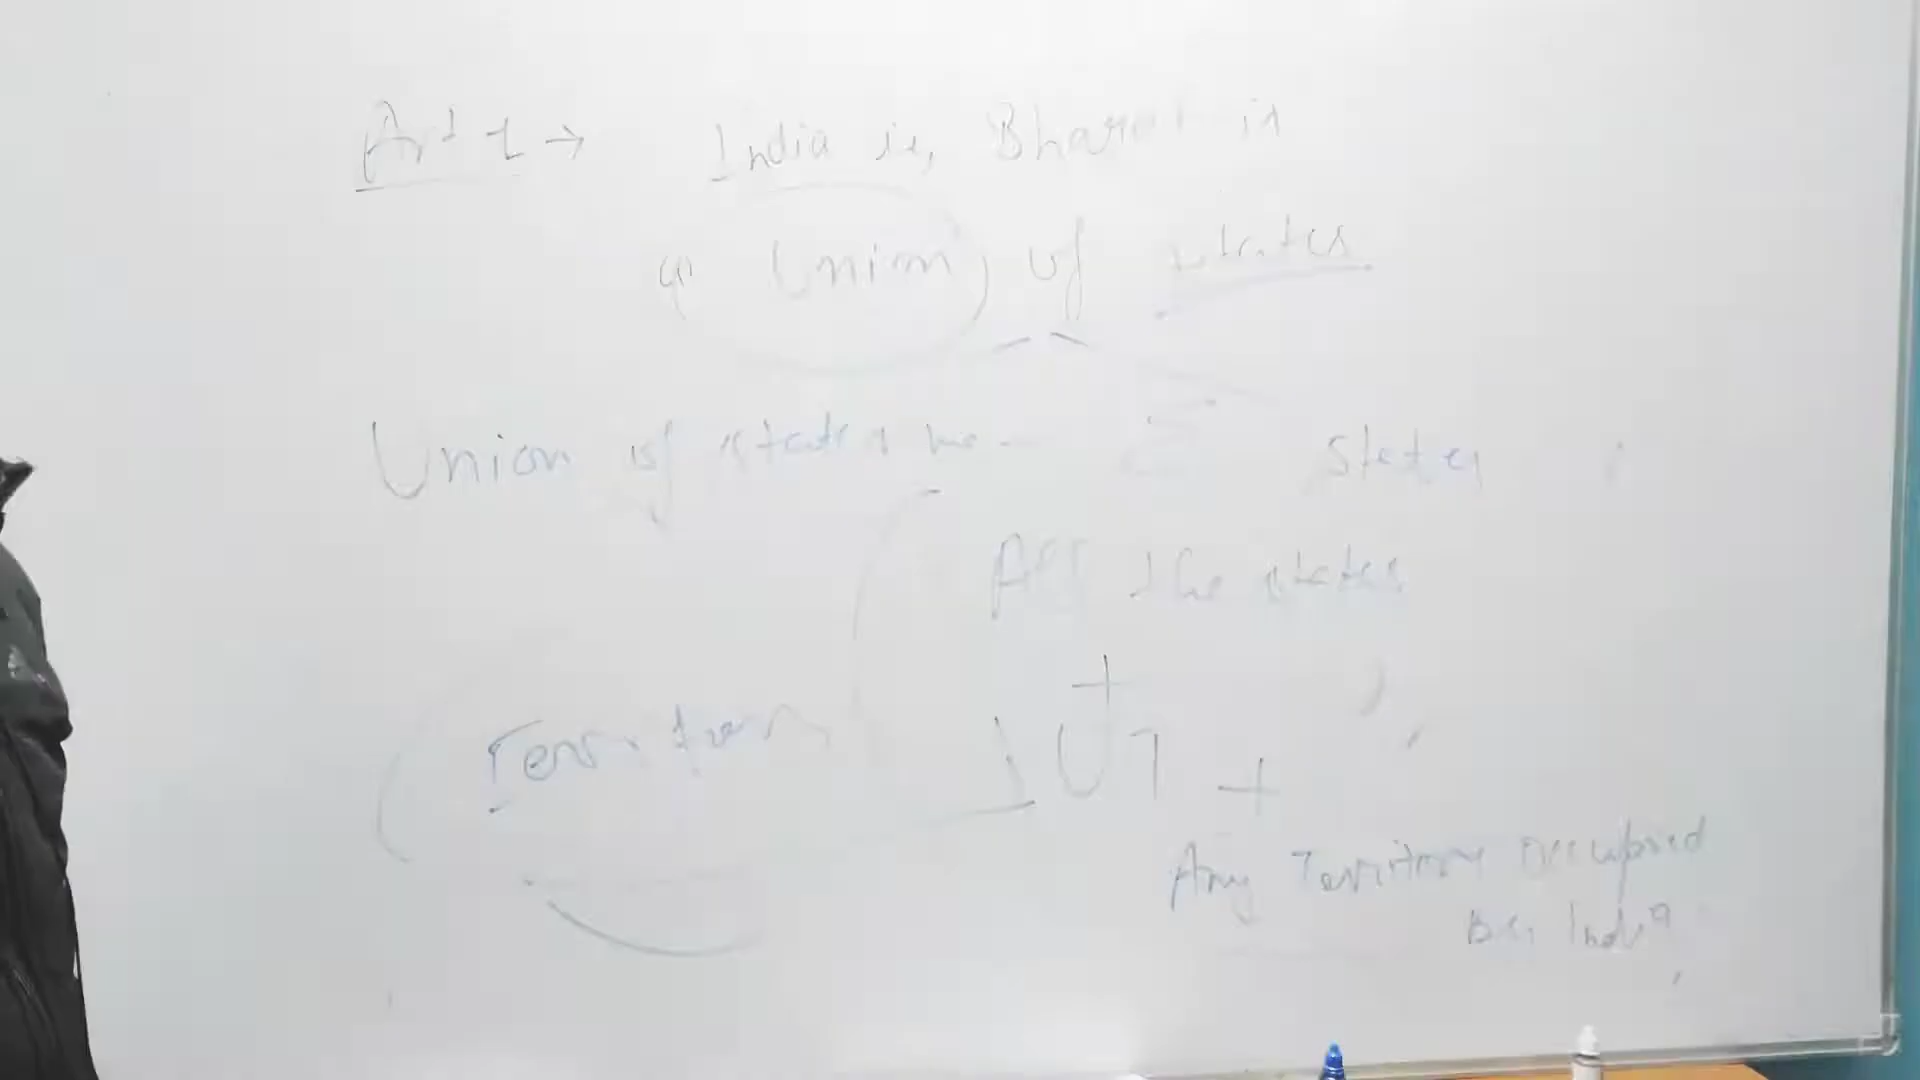 Art 1 → India ie, Bharat is
a Union of states
Union of states states
All the states
+
Territory UT +
Any Territory Occupied
By India